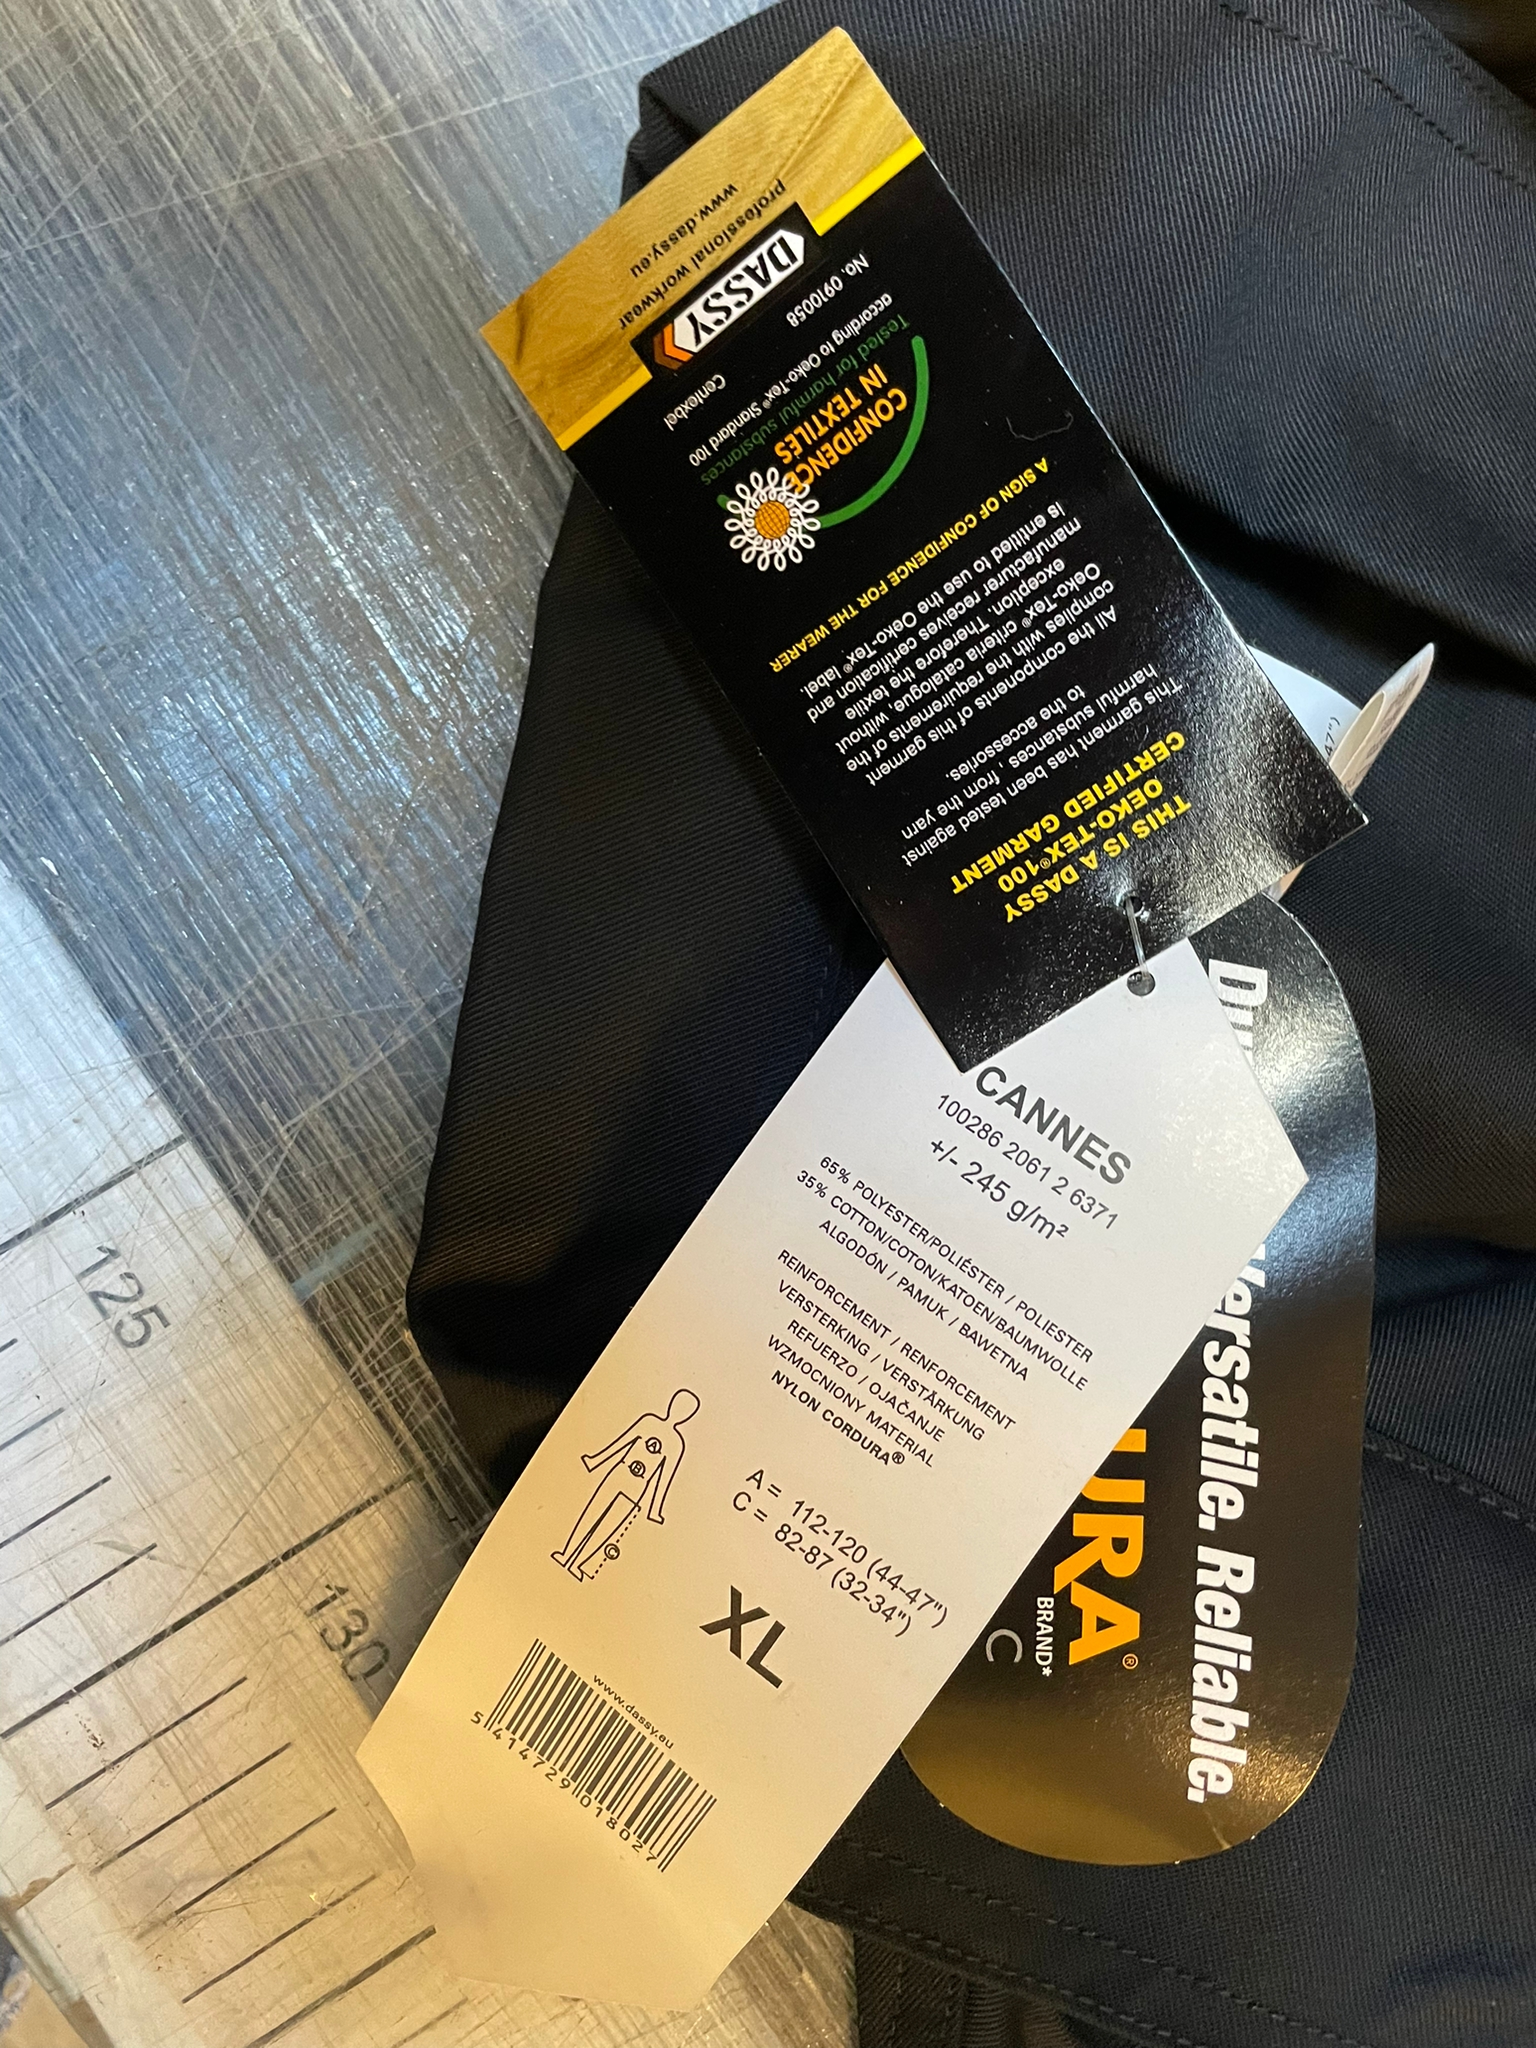 THIS IS A DASSY
OEKO-TEX®100
CERTIFIED GARMENT
This garment has been tested against
harmful substances, from the yarn
to the accessories.
All the components of this garment
complies with the requirements of the
Oeko-Tex® criteria catalogue, without
exception. Therefore the textile
manufacturer receives certification and
is entitled to use the Oeko-Tex® label.
A SIGN OF CONFIDENCE FOR THE WEARER
CONFIDENCE
IN TEXTILES
Tested for harmful substances
according to Oeko-Tex® Standard 100
No. 0910058
Centexbel
DASSY
professional workwear
www.dassy.eu
CANNES
100286 2061 2 6371
+/- 245 g/m²
65% POLYESTER/POLIÉSTER / POLIESTER
35% COTTON/COTON/KATOEN/BAUMWOLLE
ALGODÓN / PAMUK / BAWETNA
REINFORCEMENT / RENFORCEMENT
VERSTERKING / VERSTÄRKUNG
REFUERZO / OJAČANJE
WZMOCNIONY MATERIAL
NYLON CORDURA®
A
B
C
A = 112-120 (44-47")
C = 82-87 (32-34")
XL
www.dassy.eu
5 414729 018027
Versatile. Reliable.
URA®
BRAND*
C
125
130